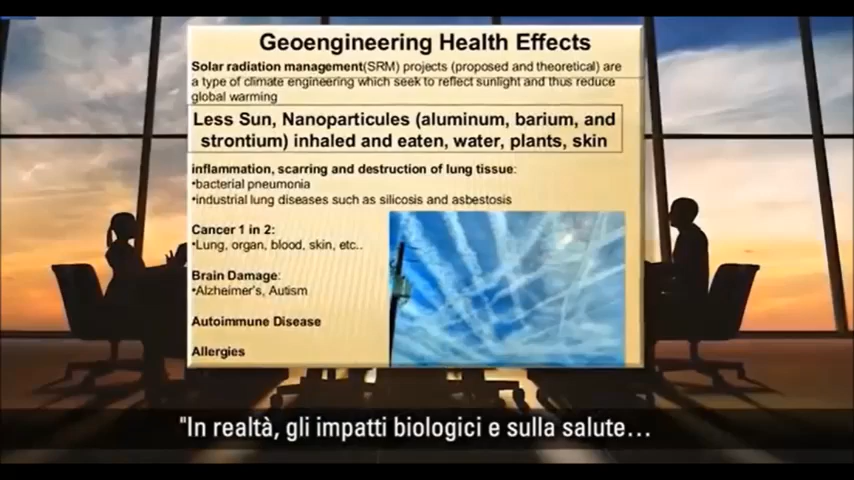 Geoengineering Health Effects
Solar radiation management(SRM) projects (proposed and theoretical) are
a type of climate engineering which seek to reflect sunlight and thus reduce
global warming
Less Sun, Nanoparticules (aluminum, barium, and
strontium) inhaled and eaten, water, plants, skin
inflammation, scarring and destruction of lung tissue:
•bacterial pneumonia
•industrial lung diseases such as silicosis and asbestosis
Cancer 1 in 2:
•Lung, organ, blood, skin, etc..
Brain Damage:
•Alzheimer's, Autism
Autoimmune Disease
Allergies
"In realtà, gli impatti biologici e sulla salute...